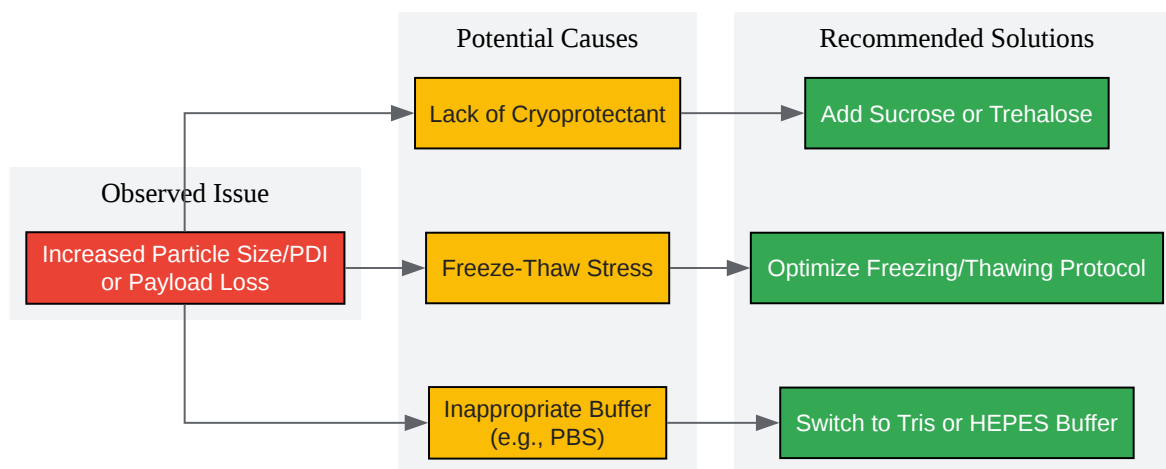 Potential Causes
Recommended Solutions
Lack of Cryoprotectant
Add Sucrose or Trehalose
Observed Issue
Increased Particle Size/PDI
or Payload Loss
Freeze-Thaw Stress
Optimize Freezing/Thawing Protocol
Inappropriate Buffer
(e.g., PBS)
Switch to Tris or HEPES Buffer